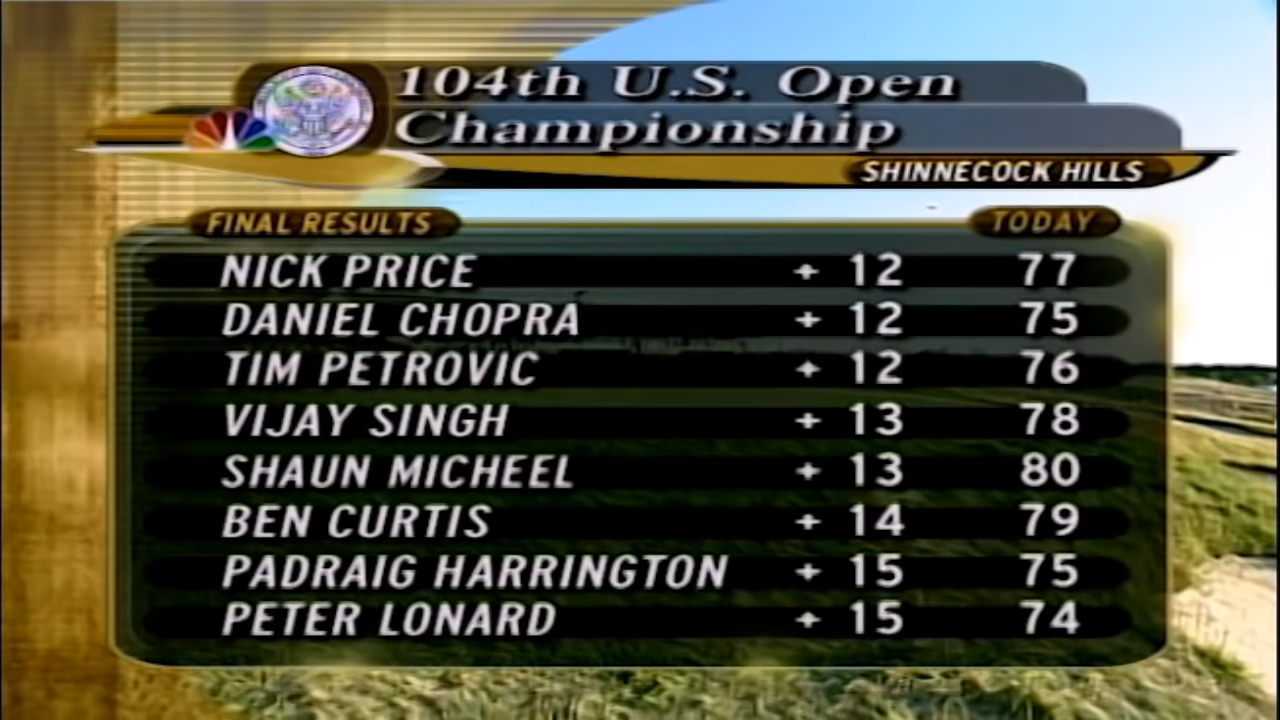 104th U.S. Open
Championship
SHINNECOCK HILLS
FINAL RESULTS TODAY
NICK PRICE + 12 77
DANIEL CHOPRA + 12 75
TIM PETROVIC + 12 76
VIJAY SINGH + 13 78
SHAUN MICHEEL + 13 80
BEN CURTIS + 14 79
PADRAIG HARRINGTON + 15 75
PETER LONARD + 15 74